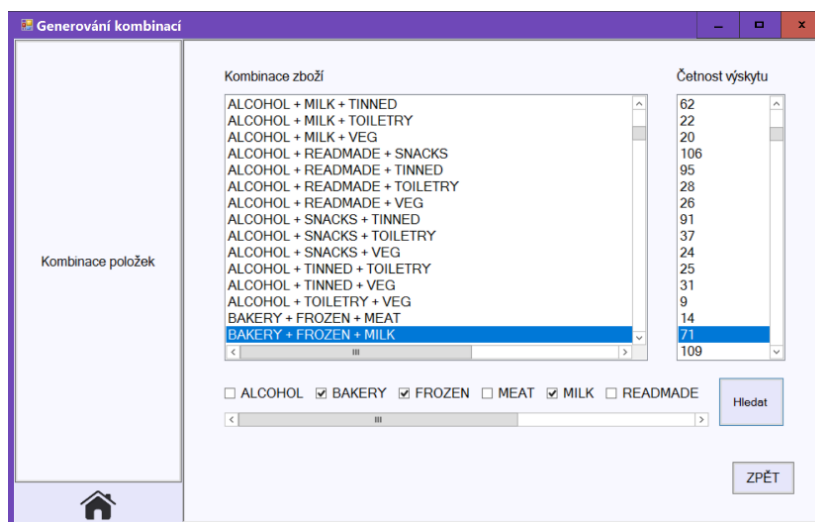 Generování kombinací
Kombinace položek
Kombinace zboží
ALCOHOL + MILK + TINNED
ALCOHOL + MILK + TOILETRY
ALCOHOL + MILK + VEG
ALCOHOL + READMADE + SNACKS
ALCOHOL + READMADE + TINNED
ALCOHOL + READMADE + TOILETRY
ALCOHOL + READMADE + VEG
ALCOHOL + SNACKS + TINNED
ALCOHOL + SNACKS + TOILETRY
ALCOHOL + SNACKS + VEG
ALCOHOL + TINNED + TOILETRY
ALCOHOL + TINNED + VEG
ALCOHOL + TOILETRY + VEG
BAKERY + FROZEN + MEAT
BAKERY + FROZEN + MILK
Četnost výskytu
62
22
20
106
95
28
26
91
37
24
25
31
9
14
71
109
ALCOHOL BAKERY FROZEN MEAT MILK READMADE
Hledat
ZPĚT